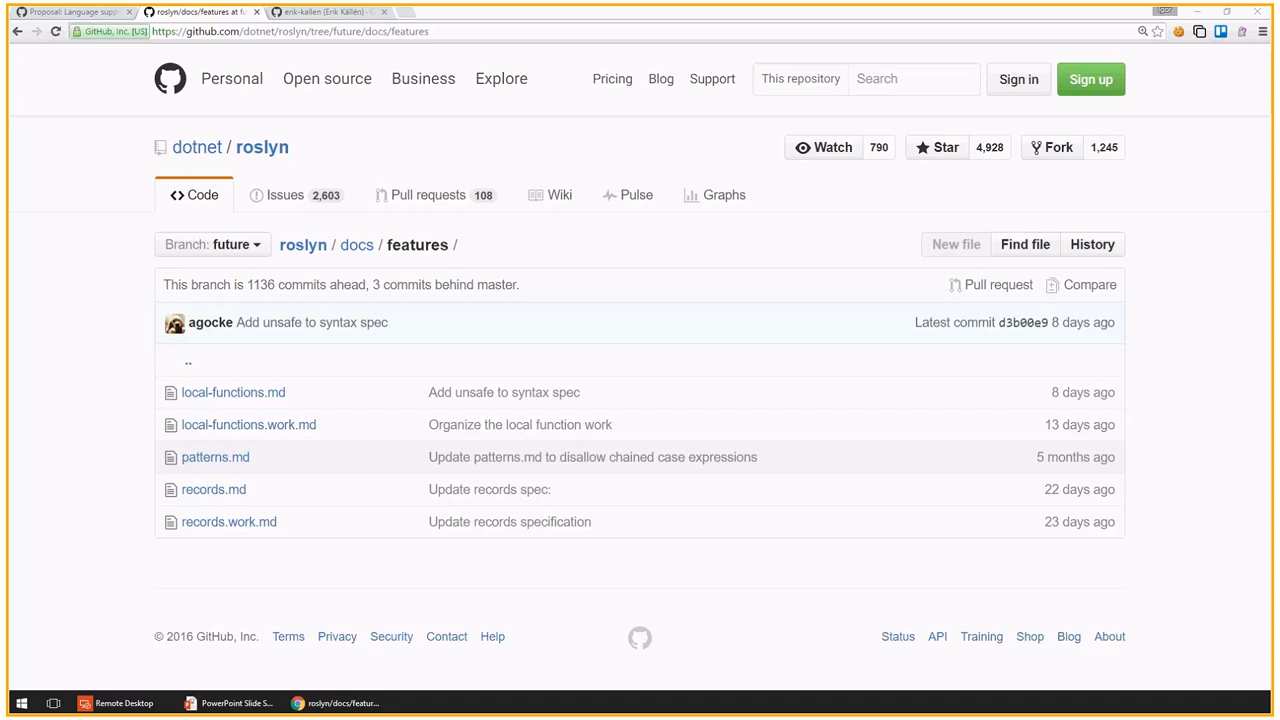 Proposal: Language supp
roslyn/docs/features at f
erik-kallen (Erik Källén) - G
Igor
GitHub, Inc. [US] https://github.com/dotnet/roslyn/tree/future/docs/features
Personal Open source Business Explore Pricing Blog Support This repository Search Sign in Sign up
dotnet / roslyn Watch 790 Star 4,928 Fork 1,245
Code Issues 2,603 Pull requests 108 Wiki Pulse Graphs
Branch: future roslyn / docs / features / New file Find file History
This branch is 1136 commits ahead, 3 commits behind master. Pull request Compare
agocke Add unsafe to syntax spec Latest commit d3b00e9 8 days ago
..
local-functions.md Add unsafe to syntax spec 8 days ago
local-functions.work.md Organize the local function work 13 days ago
patterns.md Update patterns.md to disallow chained case expressions 5 months ago
records.md Update records spec: 22 days ago
records.work.md Update records specification 23 days ago
© 2016 GitHub, Inc. Terms Privacy Security Contact Help Status API Training Shop Blog About
Remote Desktop PowerPoint Slide S... roslyn/docs/featur...